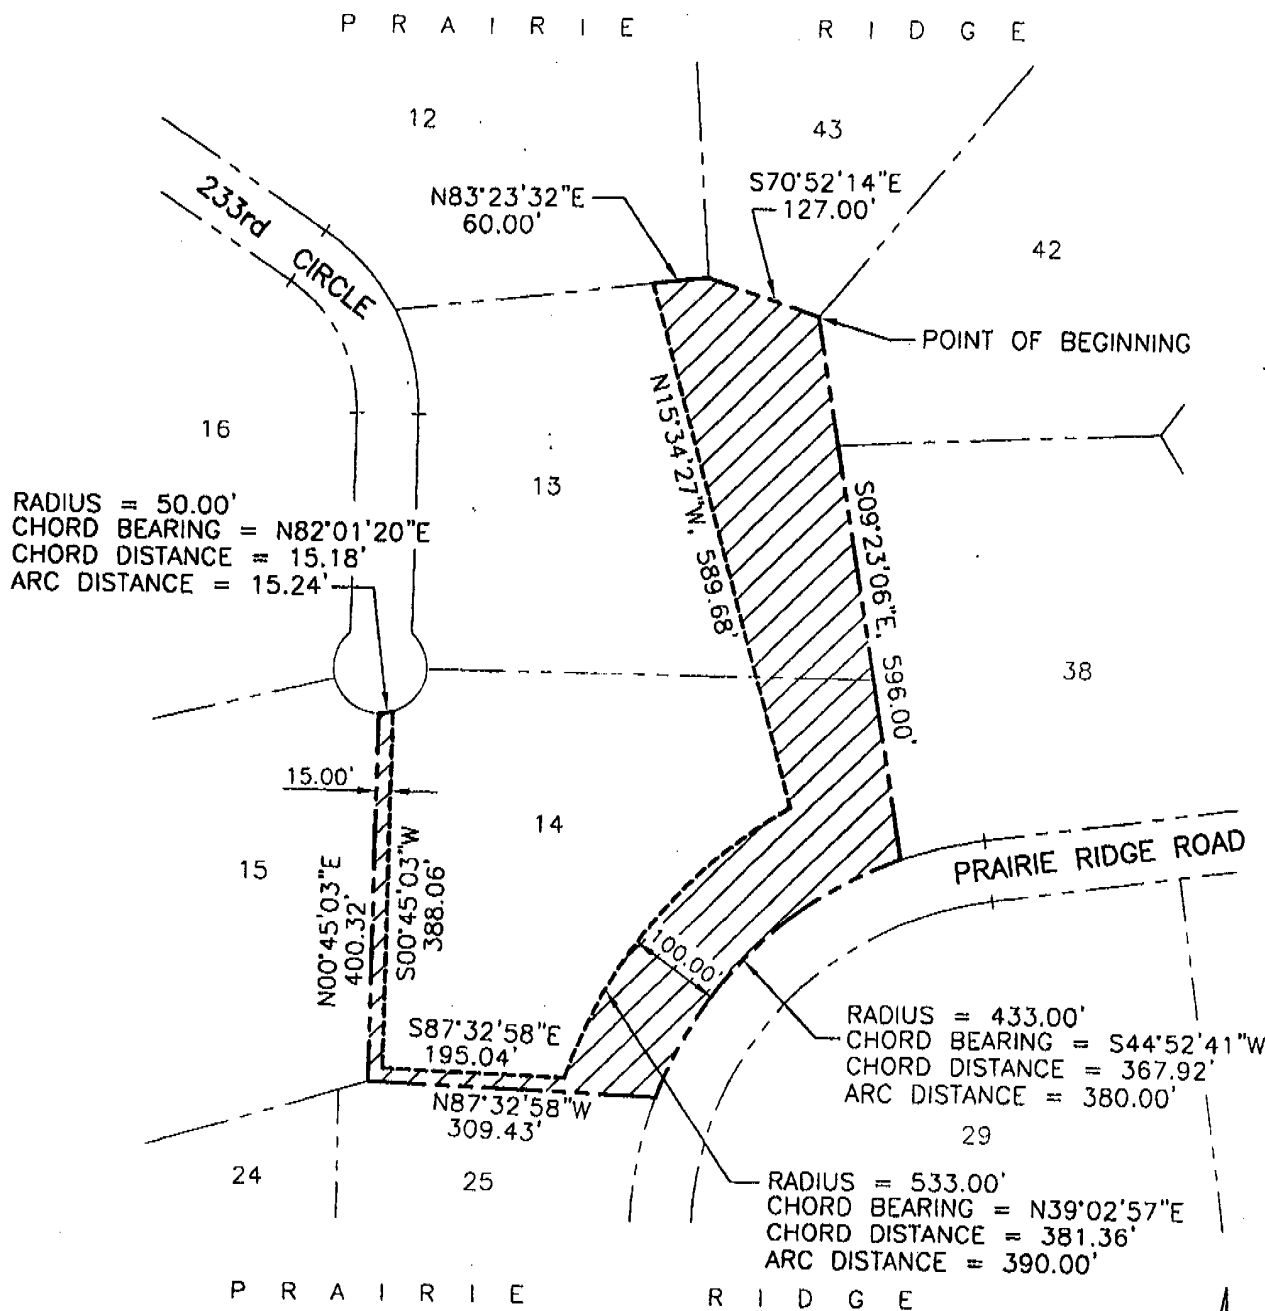 PRAIRIE RIDGE
12
43
S70°52'14"E
127.00'
N83°23'32"E
60.00'
233rd CIRCLE
42
POINT OF BEGINNING
16
13
N15°34'27"W, 589.68'
S09°23'06"E, 596.00'
RADIUS = 50.00'
CHORD BEARING = N82°01'20"E
CHORD DISTANCE = 15.18'
ARC DISTANCE = 15.24'
38
15.00'
14
15
N00°45'03"E
400.32'
S00°45'03"W
388.06'
PRAIRIE RIDGE ROAD
100.00'
S87°32'58"E
195.04'
N87°32'58"W
309.43'
RADIUS = 433.00'
CHORD BEARING = S44°52'41"W
CHORD DISTANCE = 367.92'
ARC DISTANCE = 380.00'
29
24
25
RADIUS = 533.00'
CHORD BEARING = N39°02'57"E
CHORD DISTANCE = 381.36'
ARC DISTANCE = 390.00'
PRAIRIE RIDGE